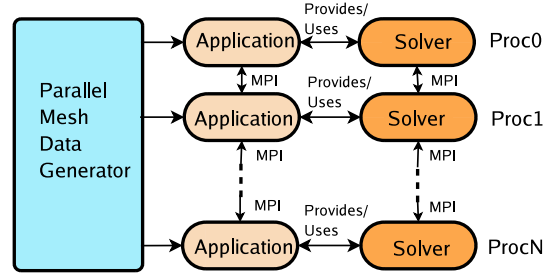 Parallel
Mesh
Data
Generator
Application
Provides/
Uses
Solver
Proc0
MPI
MPI
Application
Provides/
Uses
Solver
Proc1
MPI
MPI
MPI
MPI
Application
Provides/
Uses
Solver
ProcN